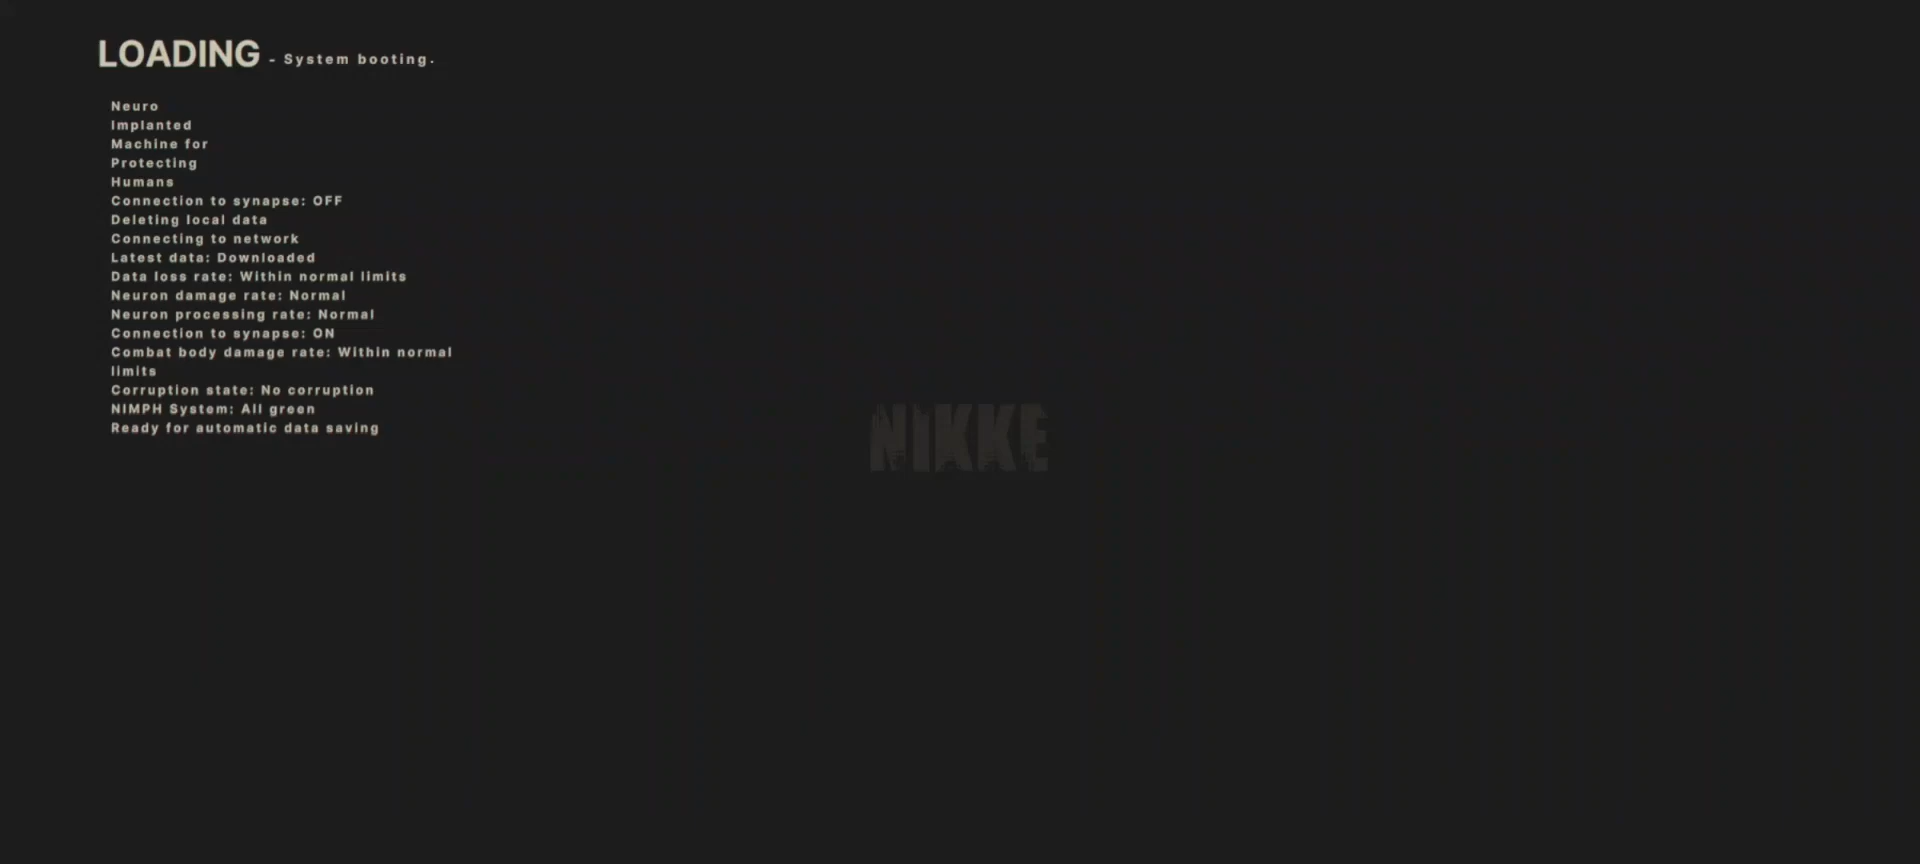 LOADING - System booting.
Neuro
Implanted
Machine for
Protecting
Humans
Connection to synapse: OFF
Deleting local data
Connecting to network
Latest data: Downloaded
Data loss rate: Within normal limits
Neuron damage rate: Normal
Neuron processing rate: Normal
Connection to synapse: ON
Combat body damage rate: Within normal
limits
Corruption state: No corruption
NIMPH System: All green
Ready for automatic data saving
NIKKE